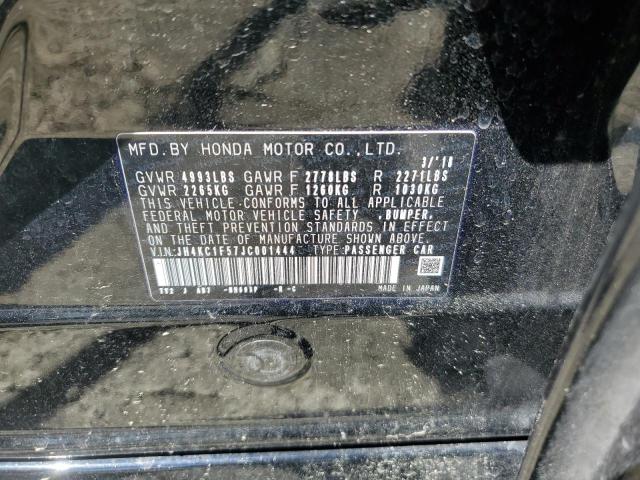 MFD. BY HONDA MOTOR CO.,LTD. 3/'18
GVWR 4993LBS GAWR F 2778LBS R 2271LBS
GVWR 2265KG GAWR F 1260KG R 1030KG
THIS VEHICLE CONFORMS TO ALL APPLICABLE
FEDERAL MOTOR VEHICLE SAFETY ,BUMPER,
AND THEFT PREVENTION STANDARDS IN EFFECT
ON THE DATE OF MANUFACTURE SHOWN ABOVE.
V.I.N.:JH4KC1F57JC001444 TYPE:PASSENGER CAR
MADE IN JAPAN